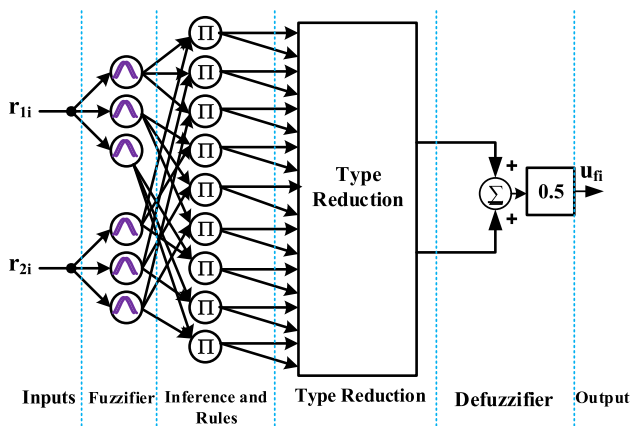 r1i
r2i
Π
Π
Π
Π
Π
Π
Π
Π
Π
Type
Reduction
+
Σ
+
0.5
ufi
Inputs
Fuzzifier
Inference and
Rules
Type Reduction
Defuzzifier
Output